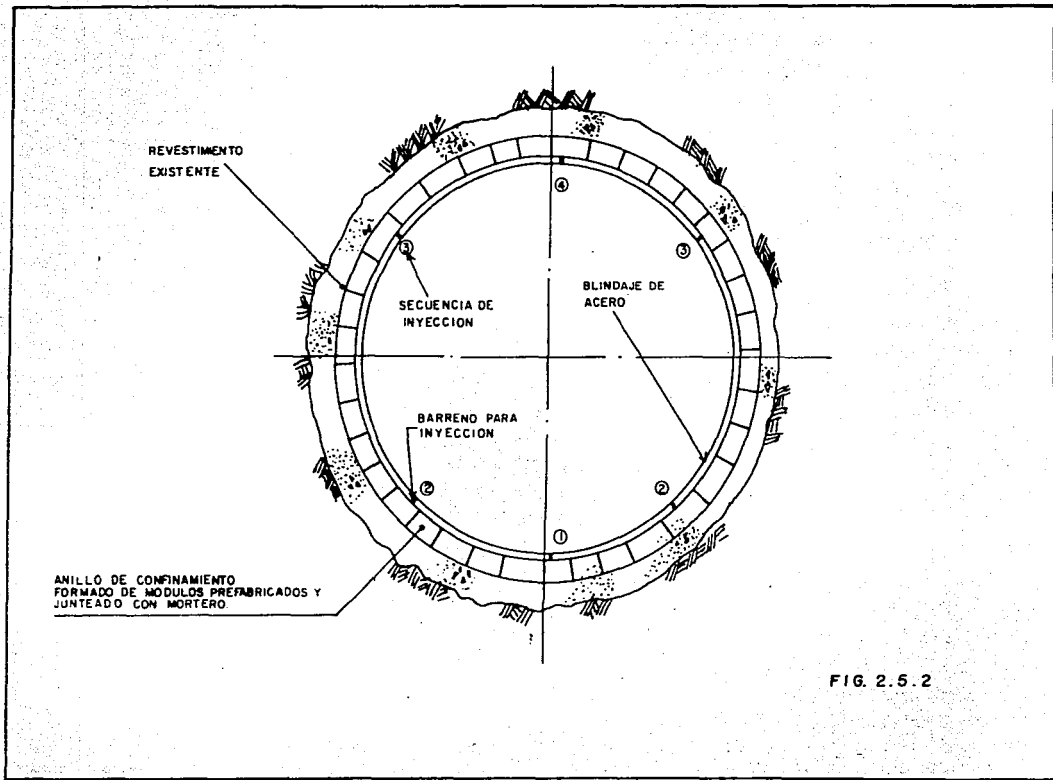 REVESTIMIENTO
EXISTENTE
④
③
③
SECUENCIA DE
INYECCION
BLINDAJE DE
ACERO
BARRENO PARA
INYECCION
②
②
①
ANILLO DE CONFINAMIENTO
FORMADO DE MODULOS PREFABRICADOS Y
JUNTEADO CON MORTERO.
FIG. 2.5.2